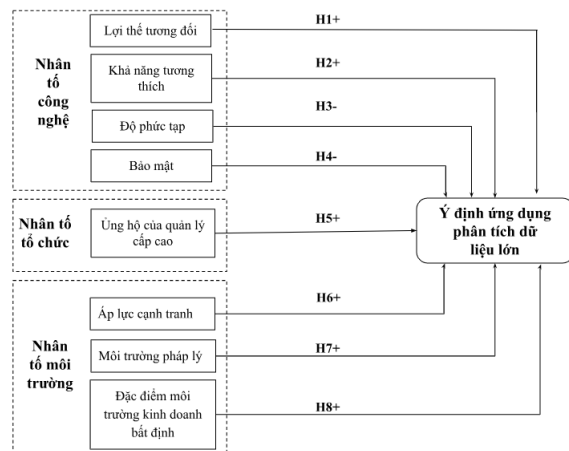 Lợi thế tương đối
H1+
Nhân
tố
công
nghệ
Khả năng tương
thích
H2+
Độ phức tạp
H3-
Bảo mật
H4-
Nhân tố
tổ chức
Ủng hộ của quản lý
cấp cao
H5+
Ý định ứng dụng
phân tích dữ
liệu lớn
Nhân
tố môi
trường
Áp lực cạnh tranh
H6+
Môi trường pháp lý
H7+
Đặc điểm môi
trường kinh doanh
bất định
H8+